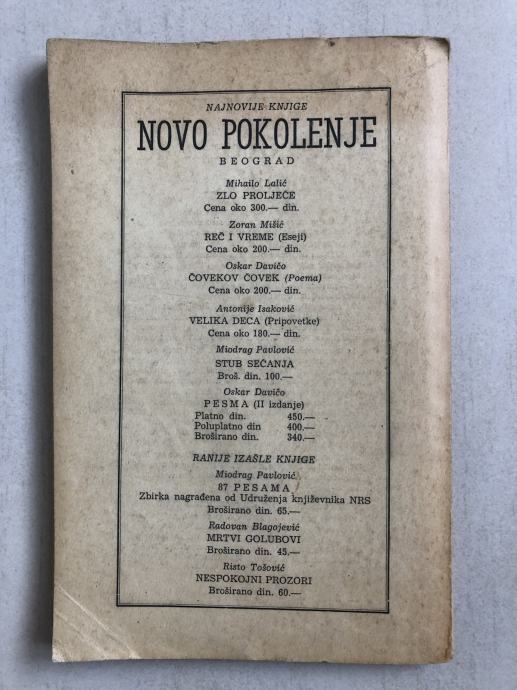 NAJNOVIJE KNJIGE
NOVO POKOLENJE
BEOGRAD
Mihailo Lalić
ZLO PROLJEĆE
Cena oko 300.— din.
Zoran Mišić
REČ I VREME (Eseji)
Cena oko 200.— din.
Oskar Davičo
ČOVEKOV ČOVEK (Poema)
Cena oko 200.— din.
Antonije Isaković
VELIKA DECA (Pripovetke)
Cena oko 180.— din.
Miodrag Pavlović
STUB SEĆANJA
Broš. din. 100.—
Oskar Davičo
PESMA (II izdanje)
Platno din. 450.—
Poluplatno din 400.—
Broširano din. 340.—
RANIJE IZAŠLE KNJIGE
Miodrag Pavlović
87 PESAMA
Zbirka nagrađena od Udruženja književnika NRS
Broširano din. 65.—
Radovan Blagojević
MRTVI GOLUBOVI
Broširano din. 45.—
Risto Tošović
NESPOKOJNI PROZORI
Broširano din. 60.—